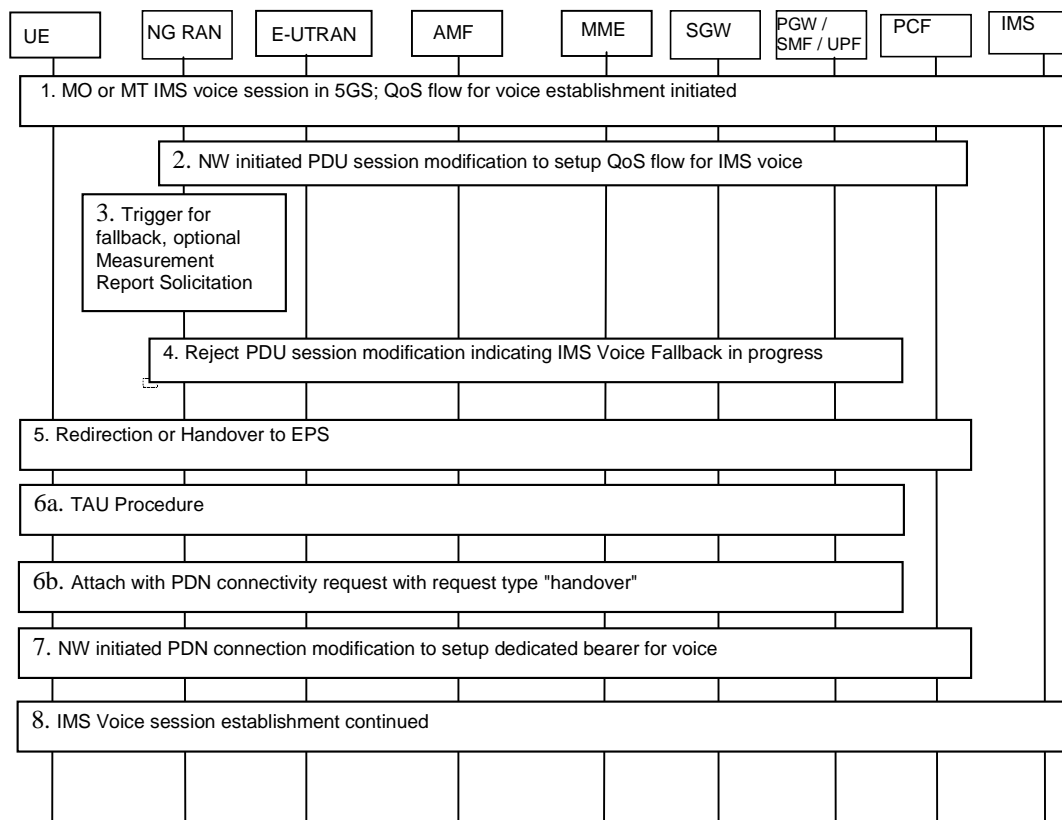 UE
NG RAN
E-UTRAN
AMF
MME
SGW
PGW /
SMF / UPF
PCF
IMS
1. MO or MT IMS voice session in 5GS; QoS flow for voice establishment initiated
2. NW initiated PDU session modification to setup QoS flow for IMS voice
3. Trigger for
fallback, optional
Measurement
Report Solicitation
4. Reject PDU session modification indicating IMS Voice Fallback in progress
5. Redirection or Handover to EPS
6a. TAU Procedure
6b. Attach with PDN connectivity request with request type "handover"
7. NW initiated PDN connection modification to setup dedicated bearer for voice
8. IMS Voice session establishment continued